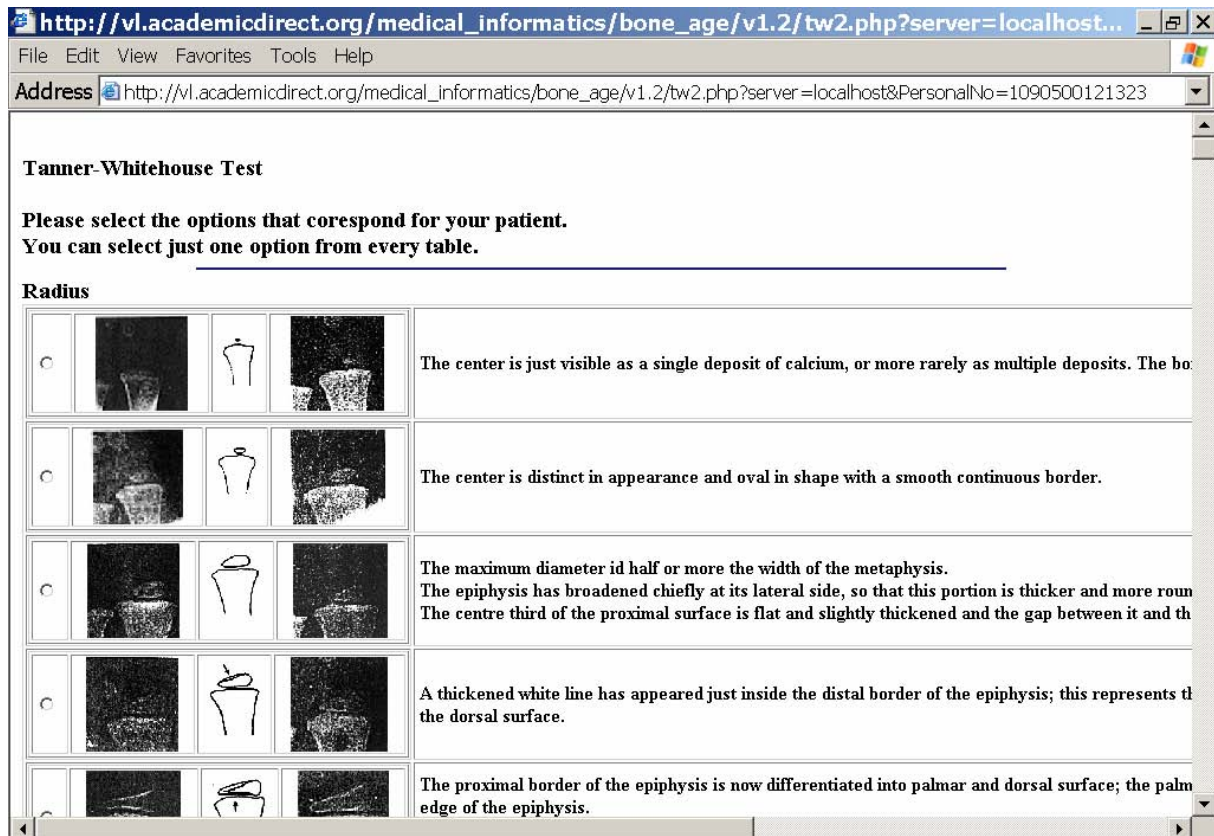 http://vl.academicdirect.org/medical_informatics/bone_age/v1.2/tw2.php?server=localhost...
File Edit View Favorites Tools Help
Address http://vl.academicdirect.org/medical_informatics/bone_age/v1.2/tw2.php?server=localhost&PersonalNo=1090500121323
Tanner-Whitehouse Test
Please select the options that corespond for your patient.
You can select just one option from every table.
Radius
The center is just visible as a single deposit of calcium, or more rarely as multiple deposits. The
The center is distinct in appearance and oval in shape with a smooth continuous border.
The maximum diameter id half or more the width of the metaphysis.
The epiphysis has broadened chiefly at its lateral side, so that this portion is thicker and more
The centre third of the proximal surface is flat and slightly thickened and the gap between it and
A thickened white line has appeared just inside the distal border of the epiphysis; this represents
the dorsal surface.
The proximal border of the epiphysis is now differentiated into palmar and dorsal surface; the
edge of the epiphysis.